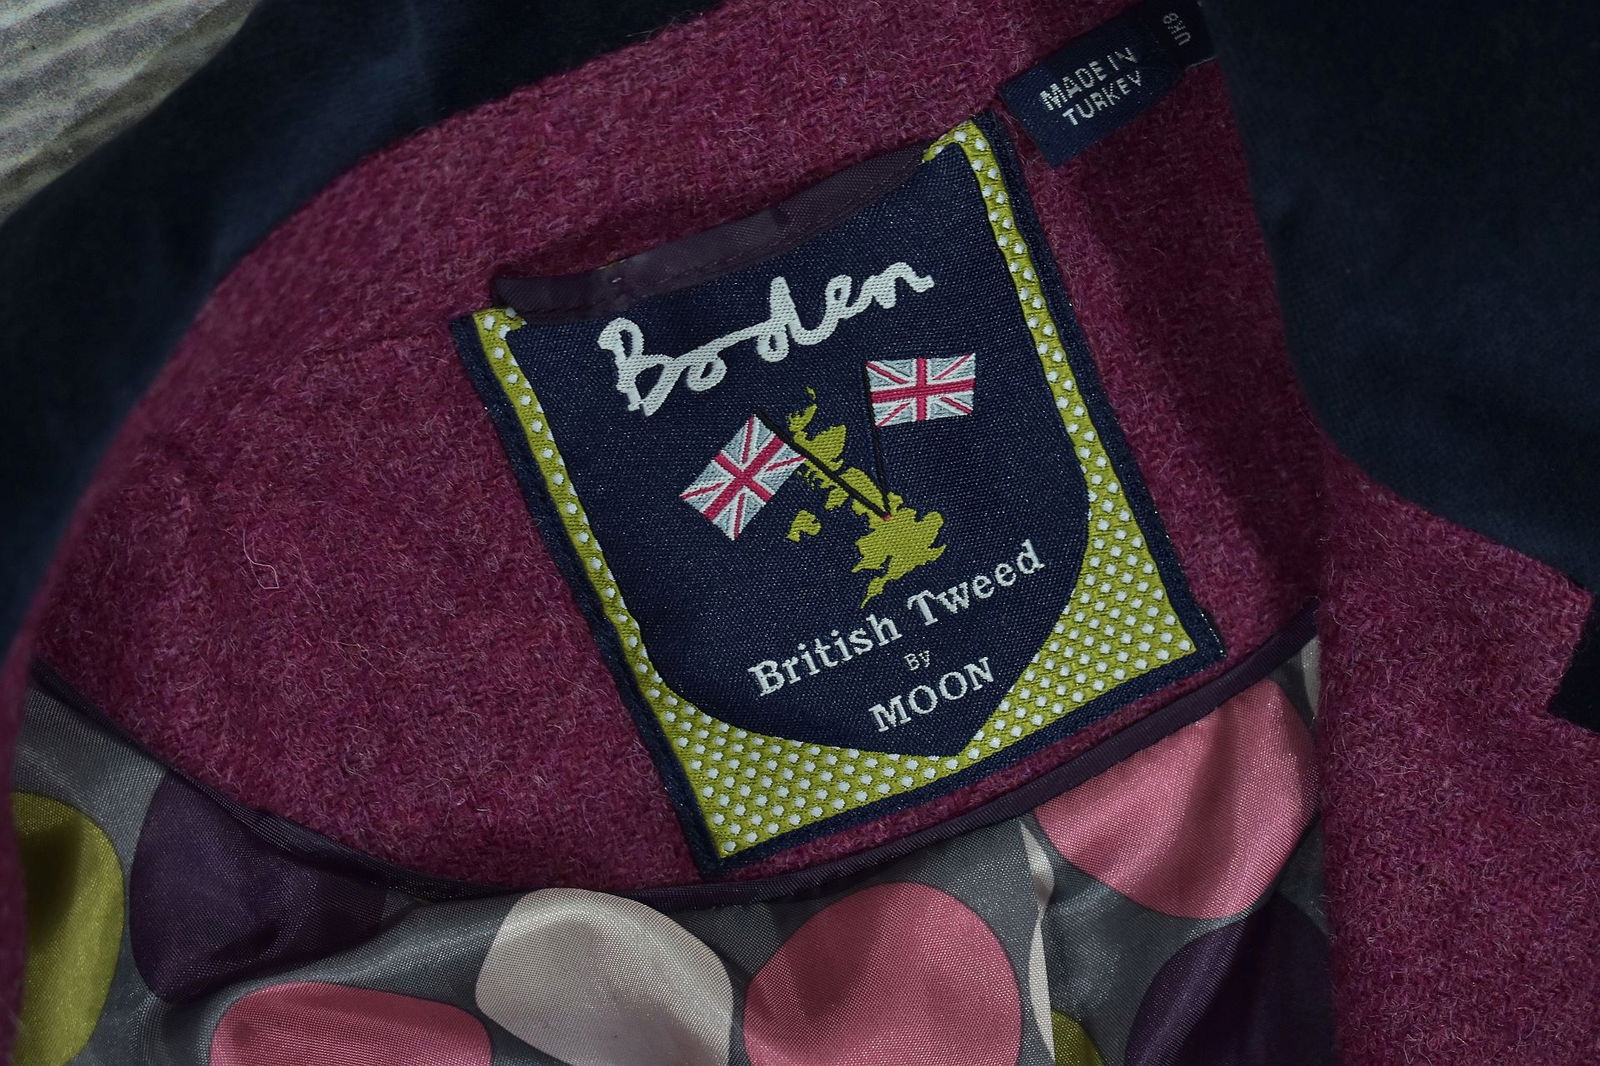 MADE IN
TURKEY
UK8
Boden
British Tweed
By
MOON